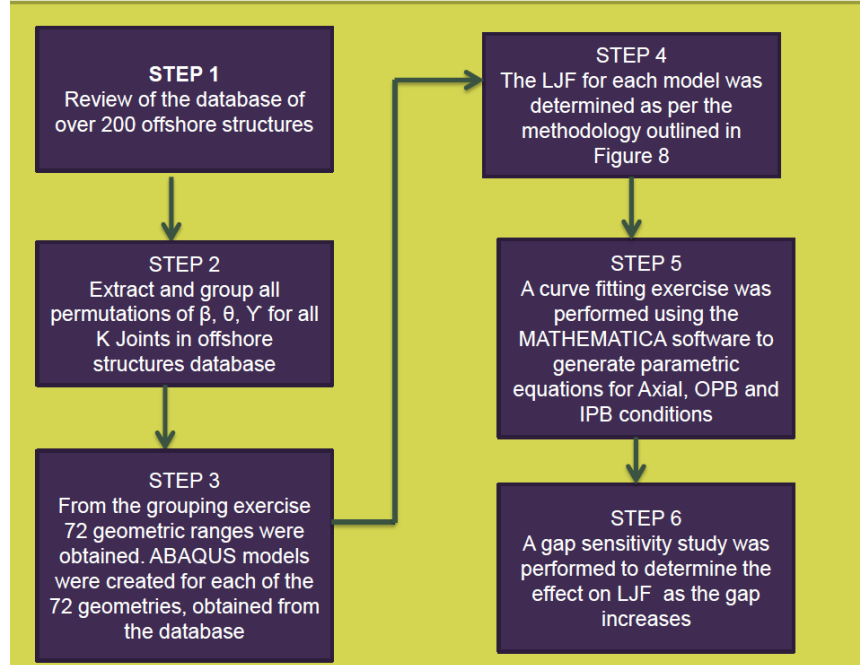 STEP 1
Review of the database of
over 200 offshore structures
STEP 2
Extract and group all
permutations of β, θ, ϒ for all
K Joints in offshore
structures database
STEP 3
From the grouping exercise
72 geometric ranges were
obtained. ABAQUS models
were created for each of the
72 geometries, obtained from
the database
STEP 4
The LJF for each model was
determined as per the
methodology outlined in
Figure 8
STEP 5
A curve fitting exercise was
performed using the
MATHEMATICA software to
generate parametric
equations for Axial, OPB and
IPB conditions
STEP 6
A gap sensitivity study was
performed to determine the
effect on LJF as the gap
increases